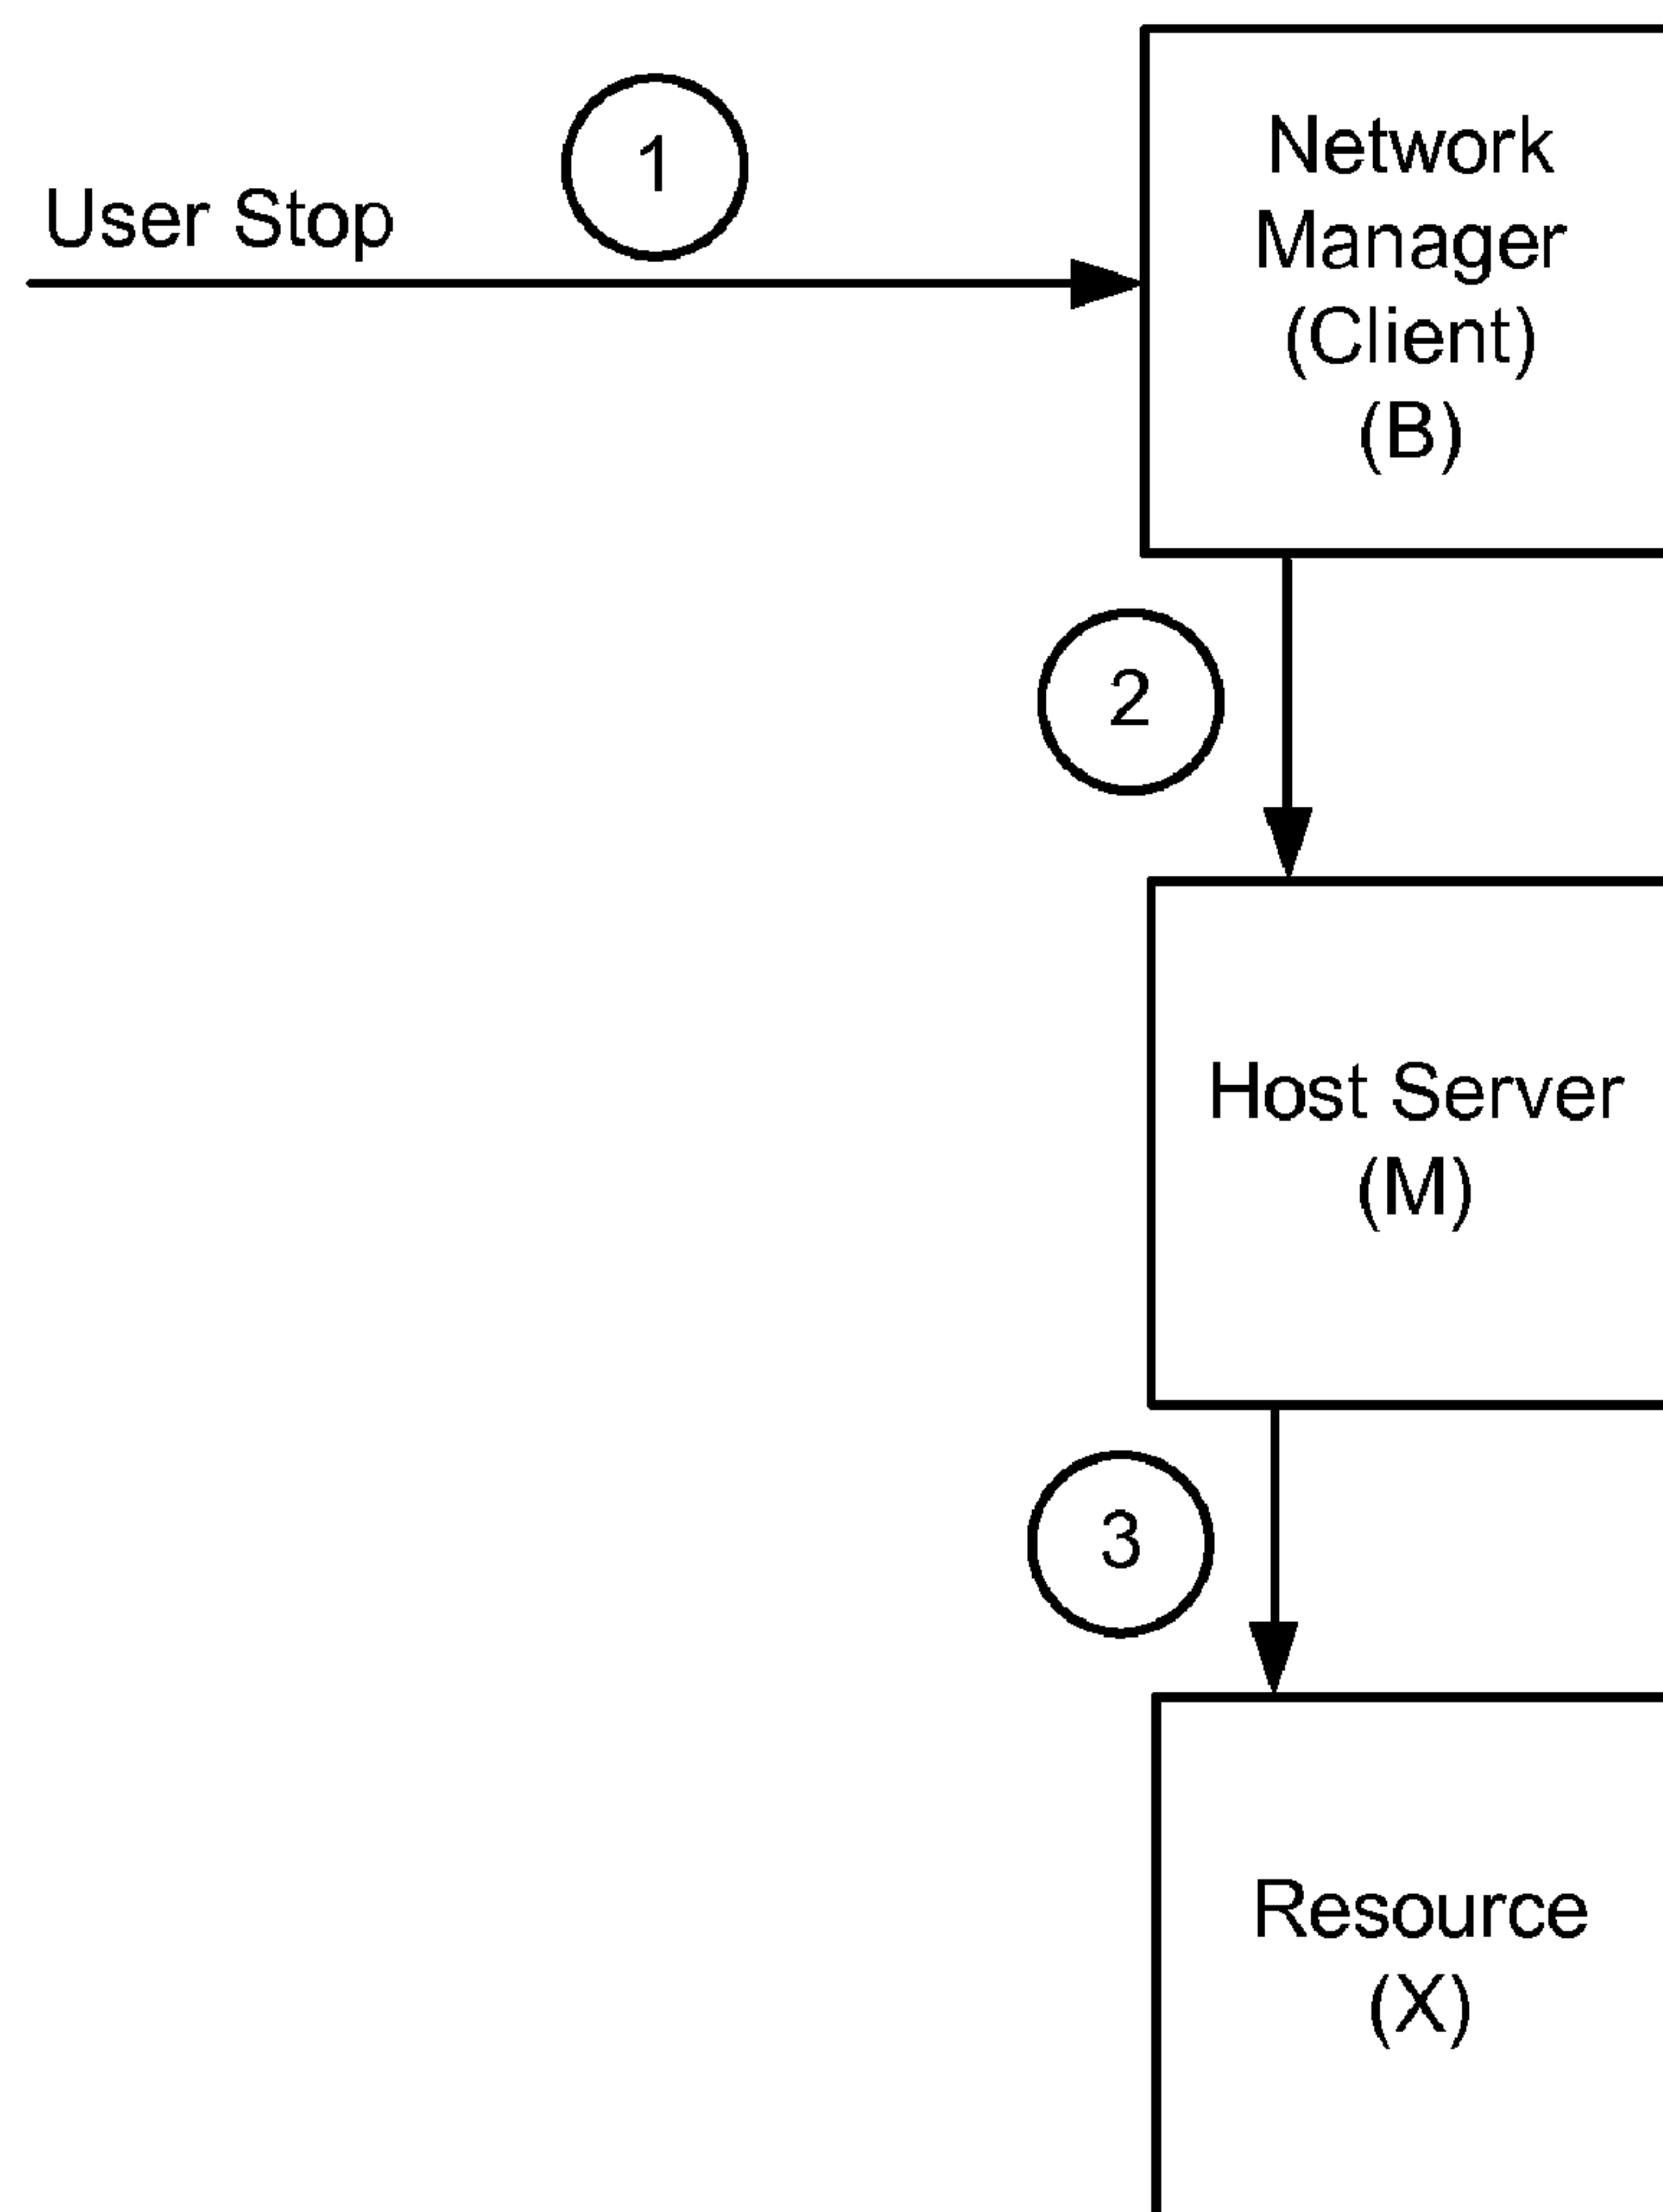 1
User Stop
Network
Manager
(Client)
(B)
2
Host Server
(M)
3
Resource
(X)